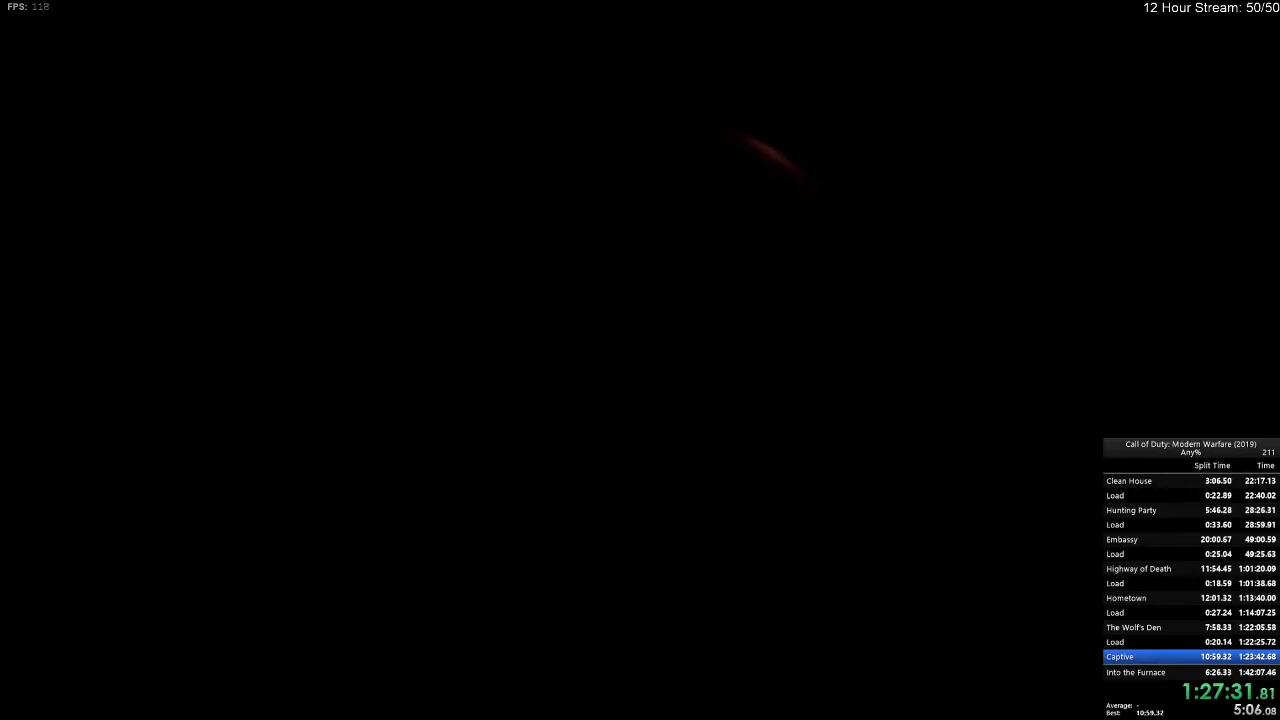 FPS: 118
12 Hour Stream: 50/50
Call of Duty: Modern Warfare (2019)
Any% 211
Split Time Time
Clean House 3:06.50 22:17.13
Load 0:22.89 22:40.02
Hunting Party 5:46.28 28:26.31
Load 0:33.60 28:59.91
Embassy 20:00.67 49:00.59
Load 0:25.04 49:25.63
Highway of Death 11:54.45 1:01:20.09
Load 0:18.59 1:01:38.68
Hometown 12:01.32 1:13:40.00
Load 0:27.24 1:14:07.25
The Wolf's Den 7:58.33 1:22:05.58
Load 0:20.14 1:22:25.72
Captive 10:59.32 1:23:42.68
Into the Furnace 6:26.33 1:42:07.46
1:27:31.81
Average: -
Best: 10:59.32 5:06.08